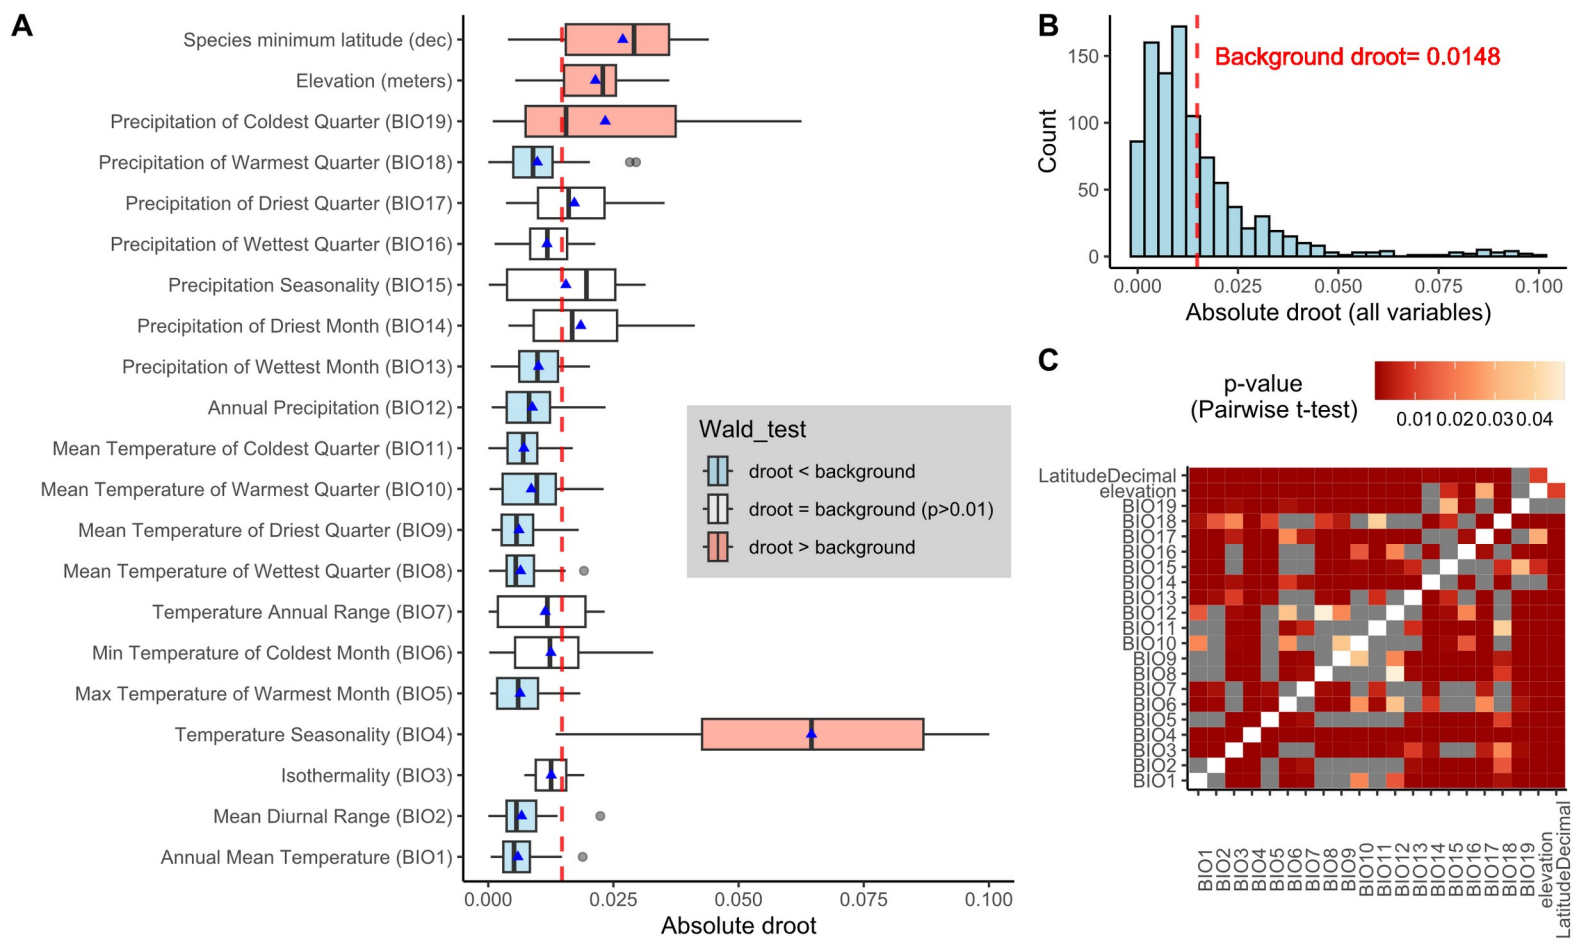 A
Species minimum latitude (dec)
Elevation (meters)
Precipitation of Coldest Quarter (BIO19)
Precipitation of Warmest Quarter (BIO18)
Precipitation of Driest Quarter (BIO17)
Precipitation of Wettest Quarter (BIO16)
Precipitation Seasonality (BIO15)
Precipitation of Driest Month (BIO14)
Precipitation of Wettest Month (BIO13)
Annual Precipitation (BIO12)
Mean Temperature of Coldest Quarter (BIO11)
Mean Temperature of Warmest Quarter (BIO10)
Mean Temperature of Driest Quarter (BIO9)
Mean Temperature of Wettest Quarter (BIO8)
Temperature Annual Range (BIO7)
Min Temperature of Coldest Month (BIO6)
Max Temperature of Warmest Month (BIO5)
Temperature Seasonality (BIO4)
Isothermality (BIO3)
Mean Diurnal Range (BIO2)
Annual Mean Temperature (BIO1)
0.000 0.025 0.050 0.075 0.100
Absolute droot
Wald_test
droot < background
droot = background (p>0.01)
droot > background
B
Background droot= 0.0148
Count
150
100
50
0
0.000 0.025 0.050 0.075 0.100
Absolute droot (all variables)
C
p-value
(Pairwise t-test)
0.01 0.02 0.03 0.04
LatitudeDecimal
elevation
BIO19
BIO18
BIO17
BIO16
BIO15
BIO14
BIO13
BIO12
BIO11
BIO10
BIO9
BIO8
BIO7
BIO6
BIO5
BIO4
BIO3
BIO2
BIO1
BIO1
BIO2
BIO3
BIO4
BIO5
BIO6
BIO7
BIO8
BIO9
BIO10
BIO11
BIO12
BIO13
BIO14
BIO15
BIO16
BIO17
BIO18
BIO19
elevation
LatitudeDecimal